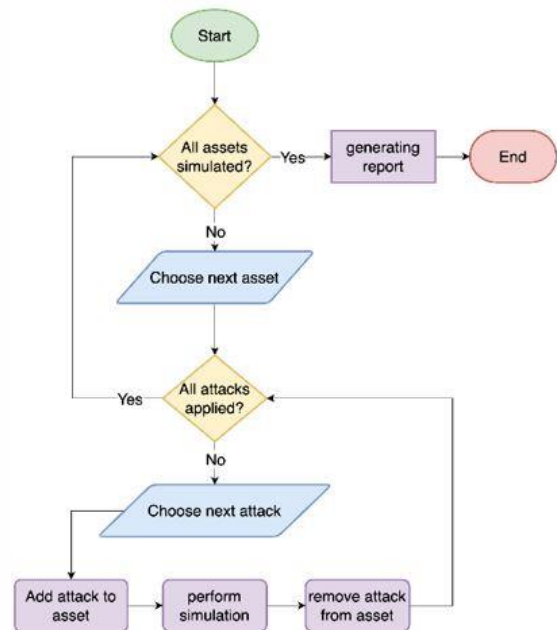 Start
All assets
simulated?
Yes
generating
report
End
No
Choose next asset
All attacks
applied?
Yes
No
Choose next attack
Add attack to
asset
perform
simulation
remove attack
from asset